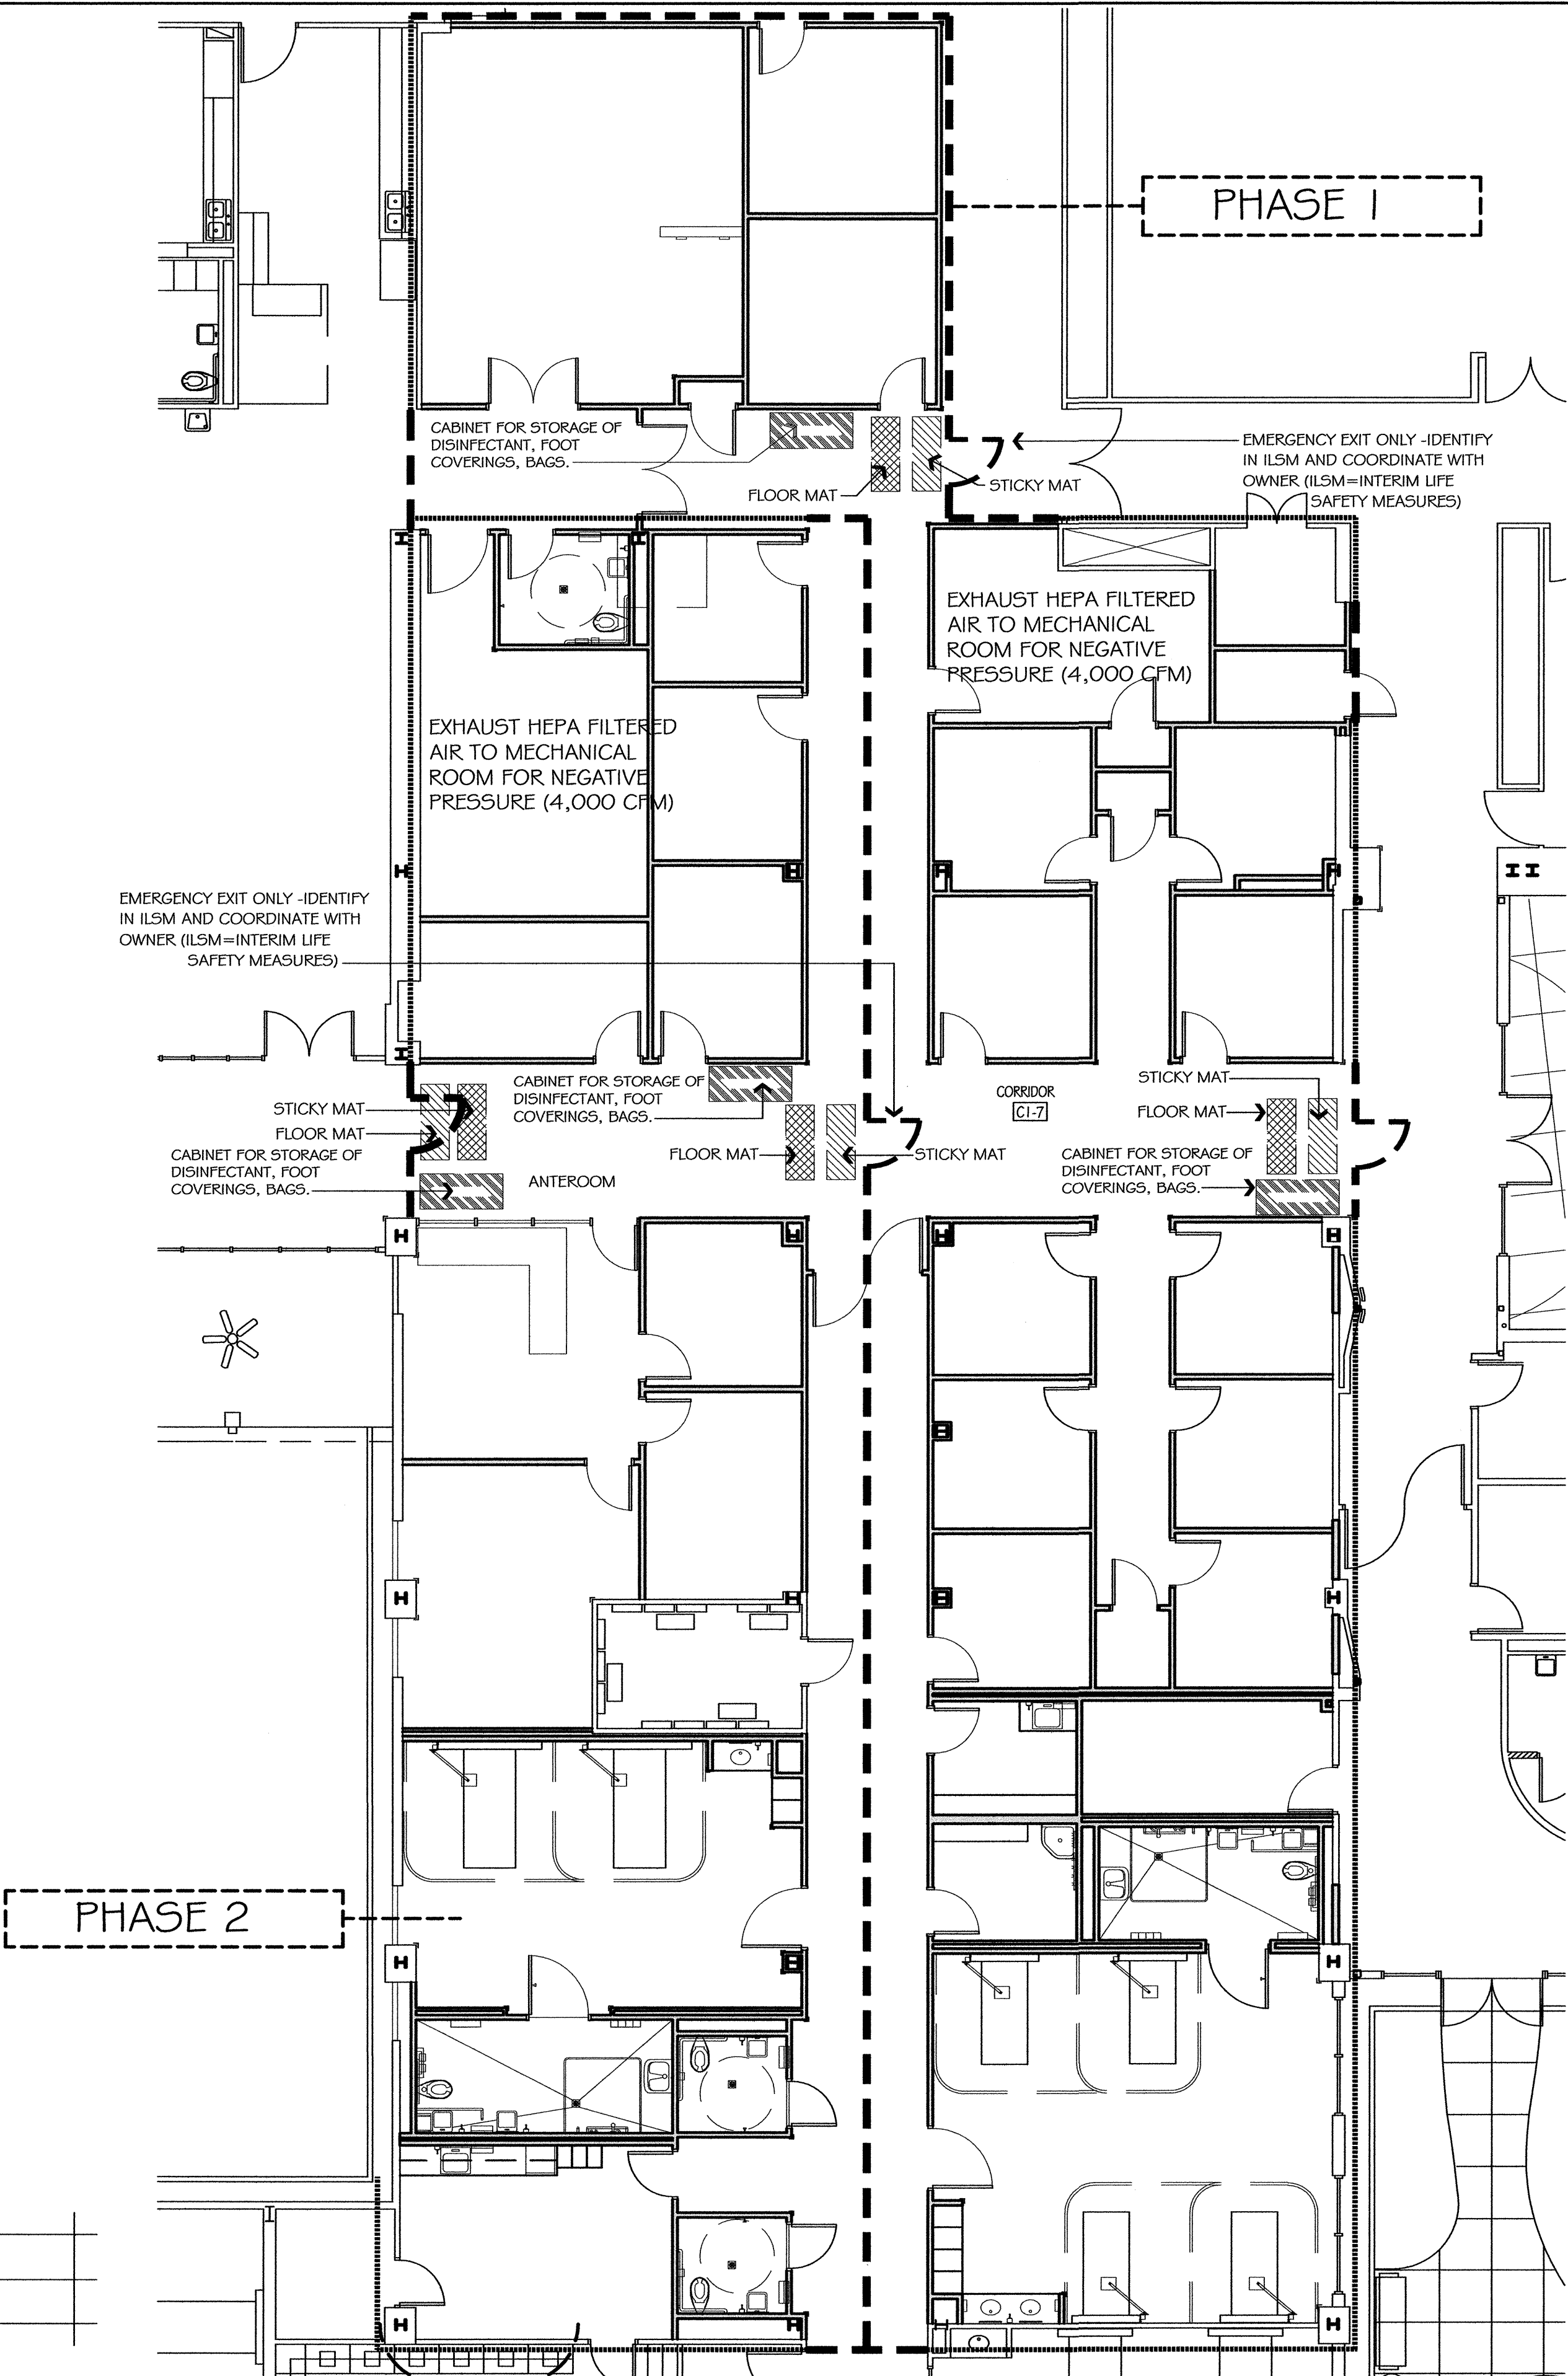 PHASE 1
CABINET FOR STORAGE OF
DISINFECTANT, FOOT
COVERINGS, BAGS.
FLOOR MAT
STICKY MAT
EMERGENCY EXIT ONLY -IDENTIFY
IN ILSM AND COORDINATE WITH
OWNER (ILSM=INTERIM LIFE
SAFETY MEASURES)
EXHAUST HEPA FILTERED
AIR TO MECHANICAL
ROOM FOR NEGATIVE
PRESSURE (4,000 CFM)
EXHAUST HEPA FILTERED
AIR TO MECHANICAL
ROOM FOR NEGATIVE
PRESSURE (4,000 CFM)
EMERGENCY EXIT ONLY -IDENTIFY
IN ILSM AND COORDINATE WITH
OWNER (ILSM=INTERIM LIFE
SAFETY MEASURES)
STICKY MAT
FLOOR MAT
CABINET FOR STORAGE OF
DISINFECTANT, FOOT
COVERINGS, BAGS.
CABINET FOR STORAGE OF
DISINFECTANT, FOOT
COVERINGS, BAGS.
ANTEROOM
FLOOR MAT
STICKY MAT
CORRIDOR
C1-7
STICKY MAT
FLOOR MAT
CABINET FOR STORAGE OF
DISINFECTANT, FOOT
COVERINGS, BAGS.
PHASE 2